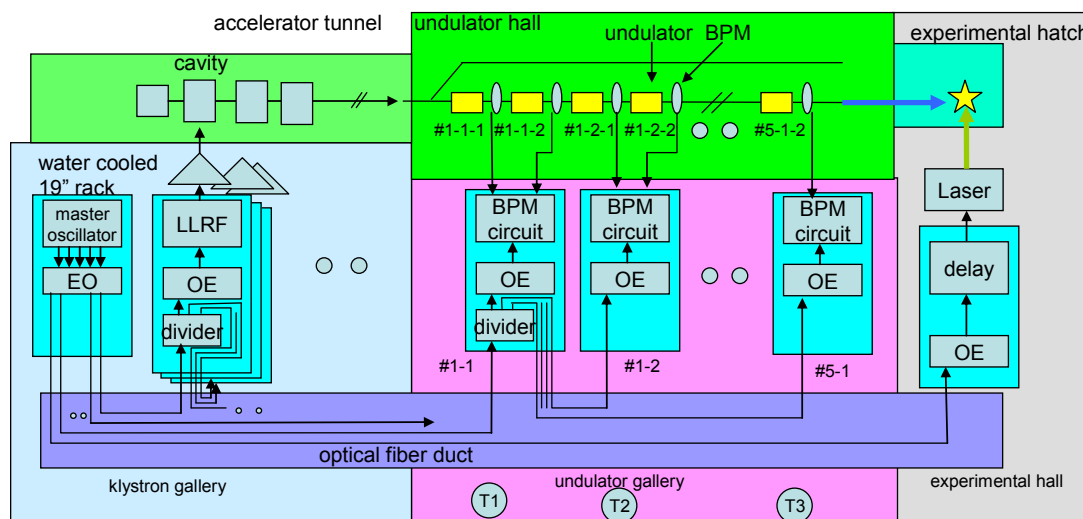 accelerator tunnel
undulator hall
undulator BPM
experimental hatch
cavity
#1-1-1 #1-1-2 #1-2-1 #1-2-2 #5-1-2
water cooled
19" rack
master
oscillator
EO
LLRF
OE
divider
BPM
circuit
OE
divider
#1-1
BPM
circuit
OE
#1-2
BPM
circuit
OE
#5-1
Laser
delay
OE
optical fiber duct
klystron gallery
undulator gallery
experimental hall
T1
T2
T3